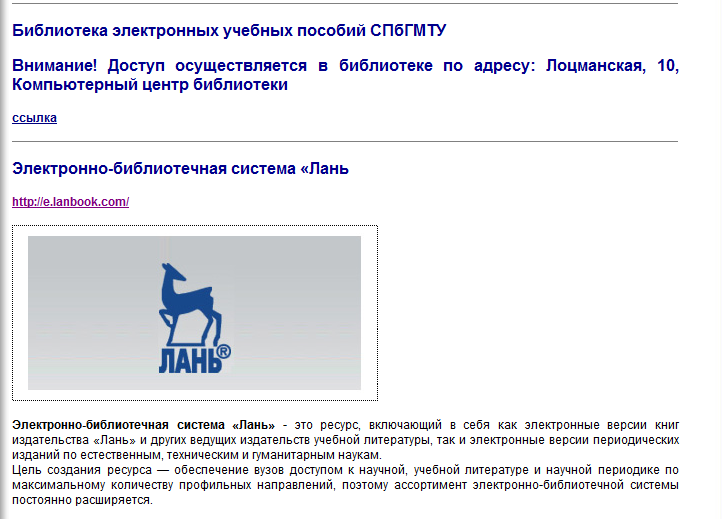 Библиотека электронных учебных пособий СПбГМТУ
Внимание! Доступ осуществляется в библиотеке по адресу: Лоцманская, 10,
Компьютерный центр библиотеки
ссылка
Электронно-библиотечная система «Лань
http://e.lanbook.com/
ЛАНЬ®
Электронно-библиотечная система «Лань» - это ресурс, включающий в себя как электронные версии книг
издательства «Лань» и других ведущих издательств учебной литературы, так и электронные версии периодических
изданий по естественным, техническим и гуманитарным наукам.
Цель создания ресурса — обеспечение вузов доступом к научной, учебной литературе и научной периодике по
максимальному количеству профильных направлений, поэтому ассортимент электронно-библиотечной системы
постоянно расширяется.